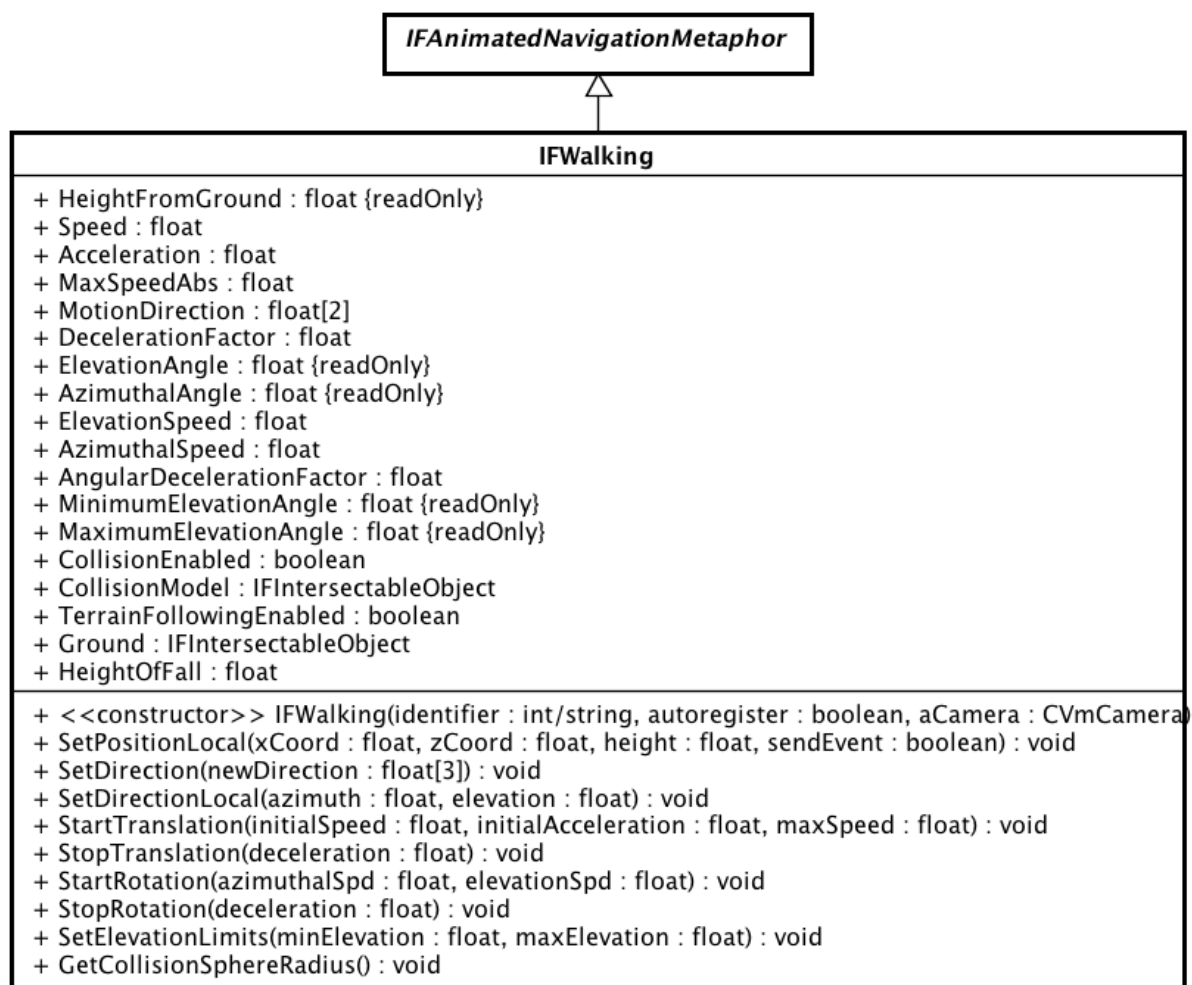 IFAnimatedNavigationMetaphor
IFWalking
+ HeightFromGround : float {readOnly}
+ Speed : float
+ Acceleration : float
+ MaxSpeedAbs : float
+ MotionDirection : float[2]
+ DecelerationFactor : float
+ ElevationAngle : float {readOnly}
+ AzimuthalAngle : float {readOnly}
+ ElevationSpeed : float
+ AzimuthalSpeed : float
+ AngularDecelerationFactor : float
+ MinimumElevationAngle : float {readOnly}
+ MaximumElevationAngle : float {readOnly}
+ CollisionEnabled : boolean
+ CollisionModel : IFIntersectableObject
+ TerrainFollowingEnabled : boolean
+ Ground : IFIntersectableObject
+ HeightOfFall : float
+ <<constructor>> IFWalking(identifier : int/string, autoregister : boolean, aCamera : CVmCamera)
+ SetPositionLocal(xCoord : float, zCoord : float, height : float, sendEvent : boolean) : void
+ SetDirection(newDirection : float[3]) : void
+ SetDirectionLocal(azimuth : float, elevation : float) : void
+ StartTranslation(initialSpeed : float, initialAcceleration : float, maxSpeed : float) : void
+ StopTranslation(deceleration : float) : void
+ StartRotation(azimuthalSpd : float, elevationSpd : float) : void
+ StopRotation(deceleration : float) : void
+ SetElevationLimits(minElevation : float, maxElevation : float) : void
+ GetCollisionSphereRadius() : void